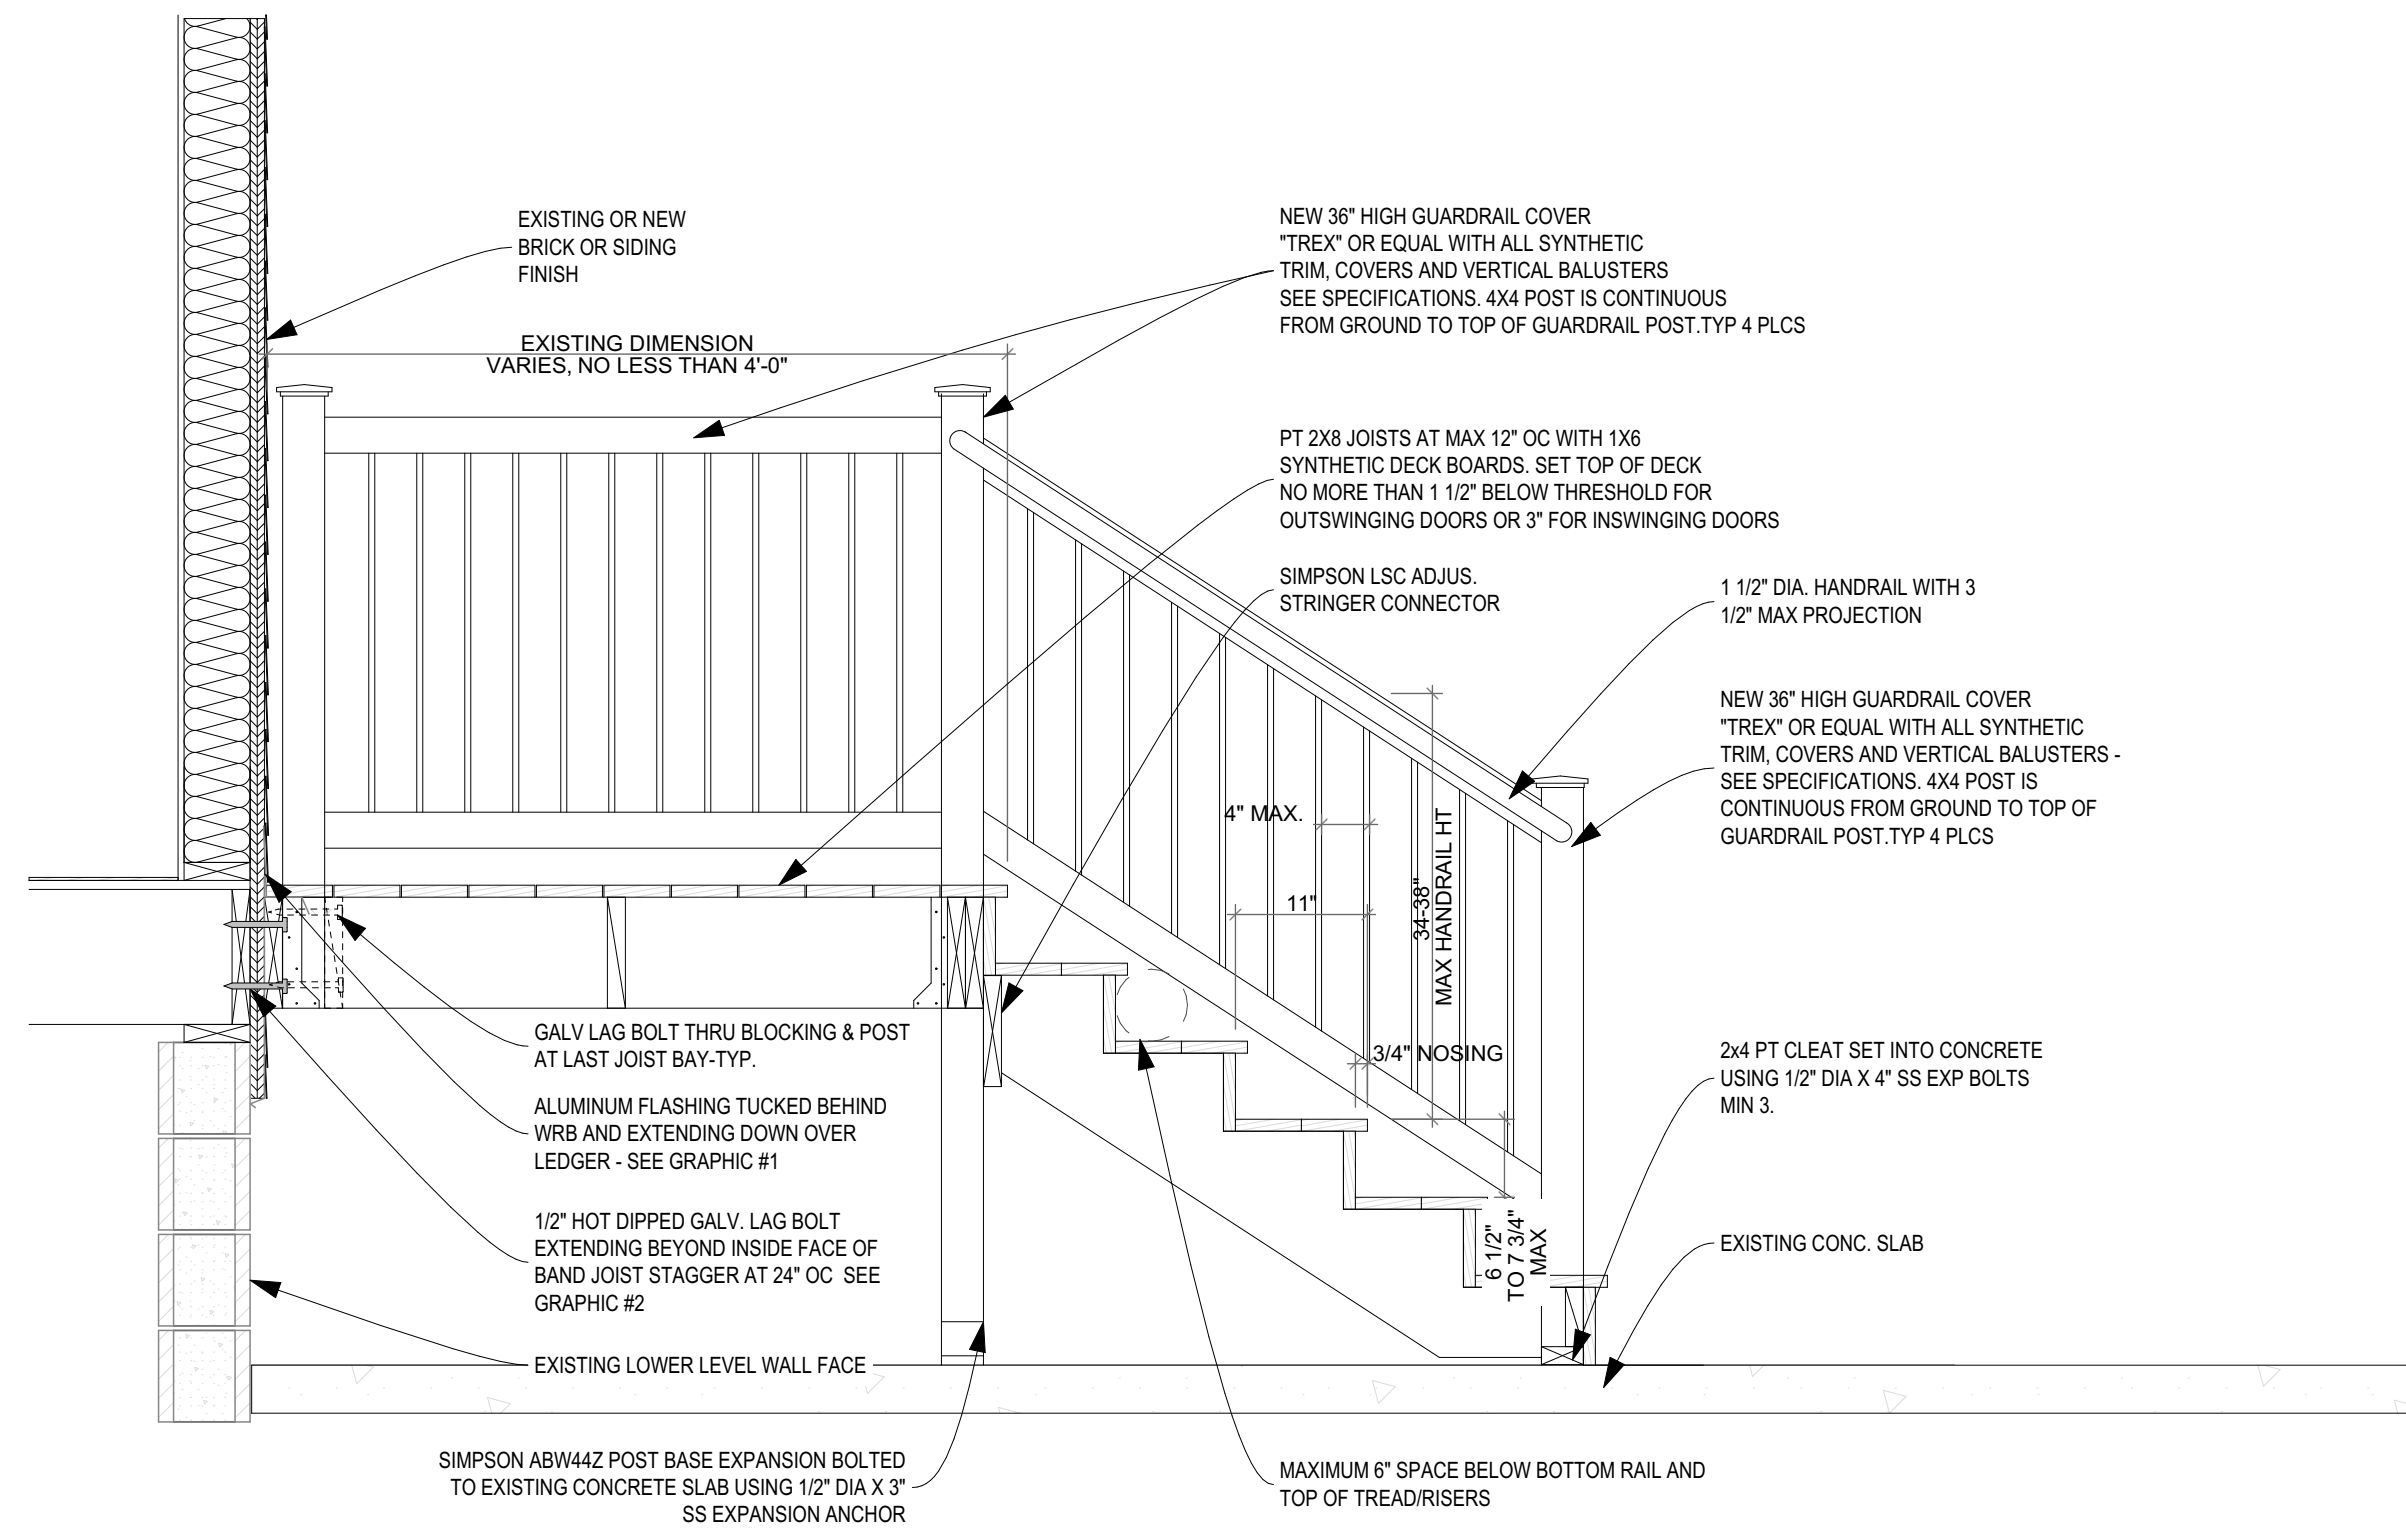 EXISTING OR NEW
BRICK OR SIDING
FINISH
EXISTING DIMENSION
VARIES, NO LESS THAN 4'-0"
NEW 36" HIGH GUARDRAIL COVER
"TREX" OR EQUAL WITH ALL SYNTHETIC
TRIM, COVERS AND VERTICAL BALUSTERS
SEE SPECIFICATIONS. 4X4 POST IS CONTINUOUS
FROM GROUND TO TOP OF GUARDRAIL POST.TYP 4 PLCS
PT 2X8 JOISTS AT MAX 12" OC WITH 1X6
SYNTHETIC DECK BOARDS. SET TOP OF DECK
NO MORE THAN 1 1/2" BELOW THRESHOLD FOR
OUTSWINGING DOORS OR 3" FOR INSWINGING DOORS
SIMPSON LSC ADJUS.
STRINGER CONNECTOR
1 1/2" DIA. HANDRAIL WITH 3
1/2" MAX PROJECTION
NEW 36" HIGH GUARDRAIL COVER
"TREX" OR EQUAL WITH ALL SYNTHETIC
TRIM, COVERS AND VERTICAL BALUSTERS -
SEE SPECIFICATIONS. 4X4 POST IS
CONTINUOUS FROM GROUND TO TOP OF
GUARDRAIL POST.TYP 4 PLCS
4" MAX.
11"
34-38"
MAX HANDRAIL HT
3/4" NOSING
6 1/2"
TO 7 3/4"
MAX
GALV LAG BOLT THRU BLOCKING & POST
AT LAST JOIST BAY-TYP.
ALUMINUM FLASHING TUCKED BEHIND
WRB AND EXTENDING DOWN OVER
LEDGER - SEE GRAPHIC #1
1/2" HOT DIPPED GALV. LAG BOLT
EXTENDING BEYOND INSIDE FACE OF
BAND JOIST STAGGER AT 24" OC  SEE
GRAPHIC #2
EXISTING LOWER LEVEL WALL FACE
2x4 PT CLEAT SET INTO CONCRETE
USING 1/2" DIA X 4" SS EXP BOLTS
MIN 3.
EXISTING CONC. SLAB
SIMPSON ABW44Z POST BASE EXPANSION BOLTED
TO EXISTING CONCRETE SLAB USING 1/2" DIA X 3"
SS EXPANSION ANCHOR
MAXIMUM 6" SPACE BELOW BOTTOM RAIL AND
TOP OF TREAD/RISERS